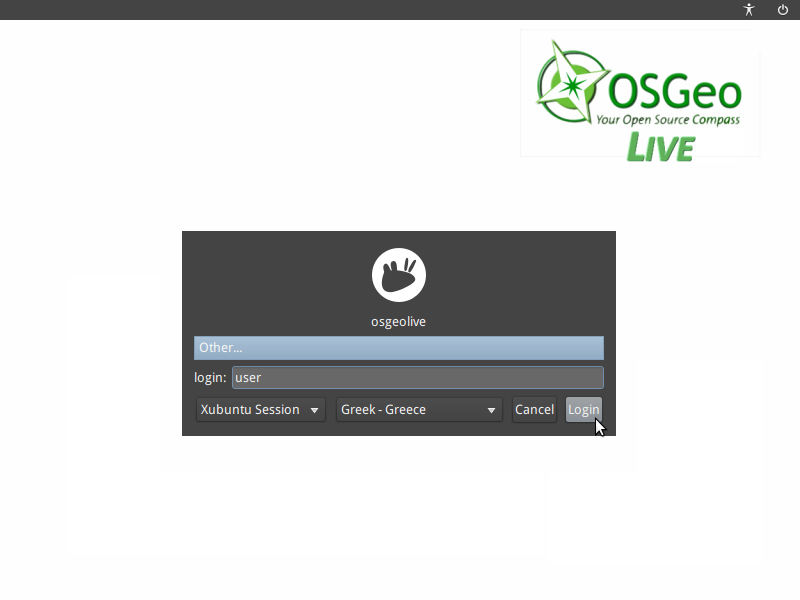 OSGeo
Your Open Source Compass
LIVE
osgeolive
Other...
login: user
Xubuntu Session Greek - Greece Cancel Login